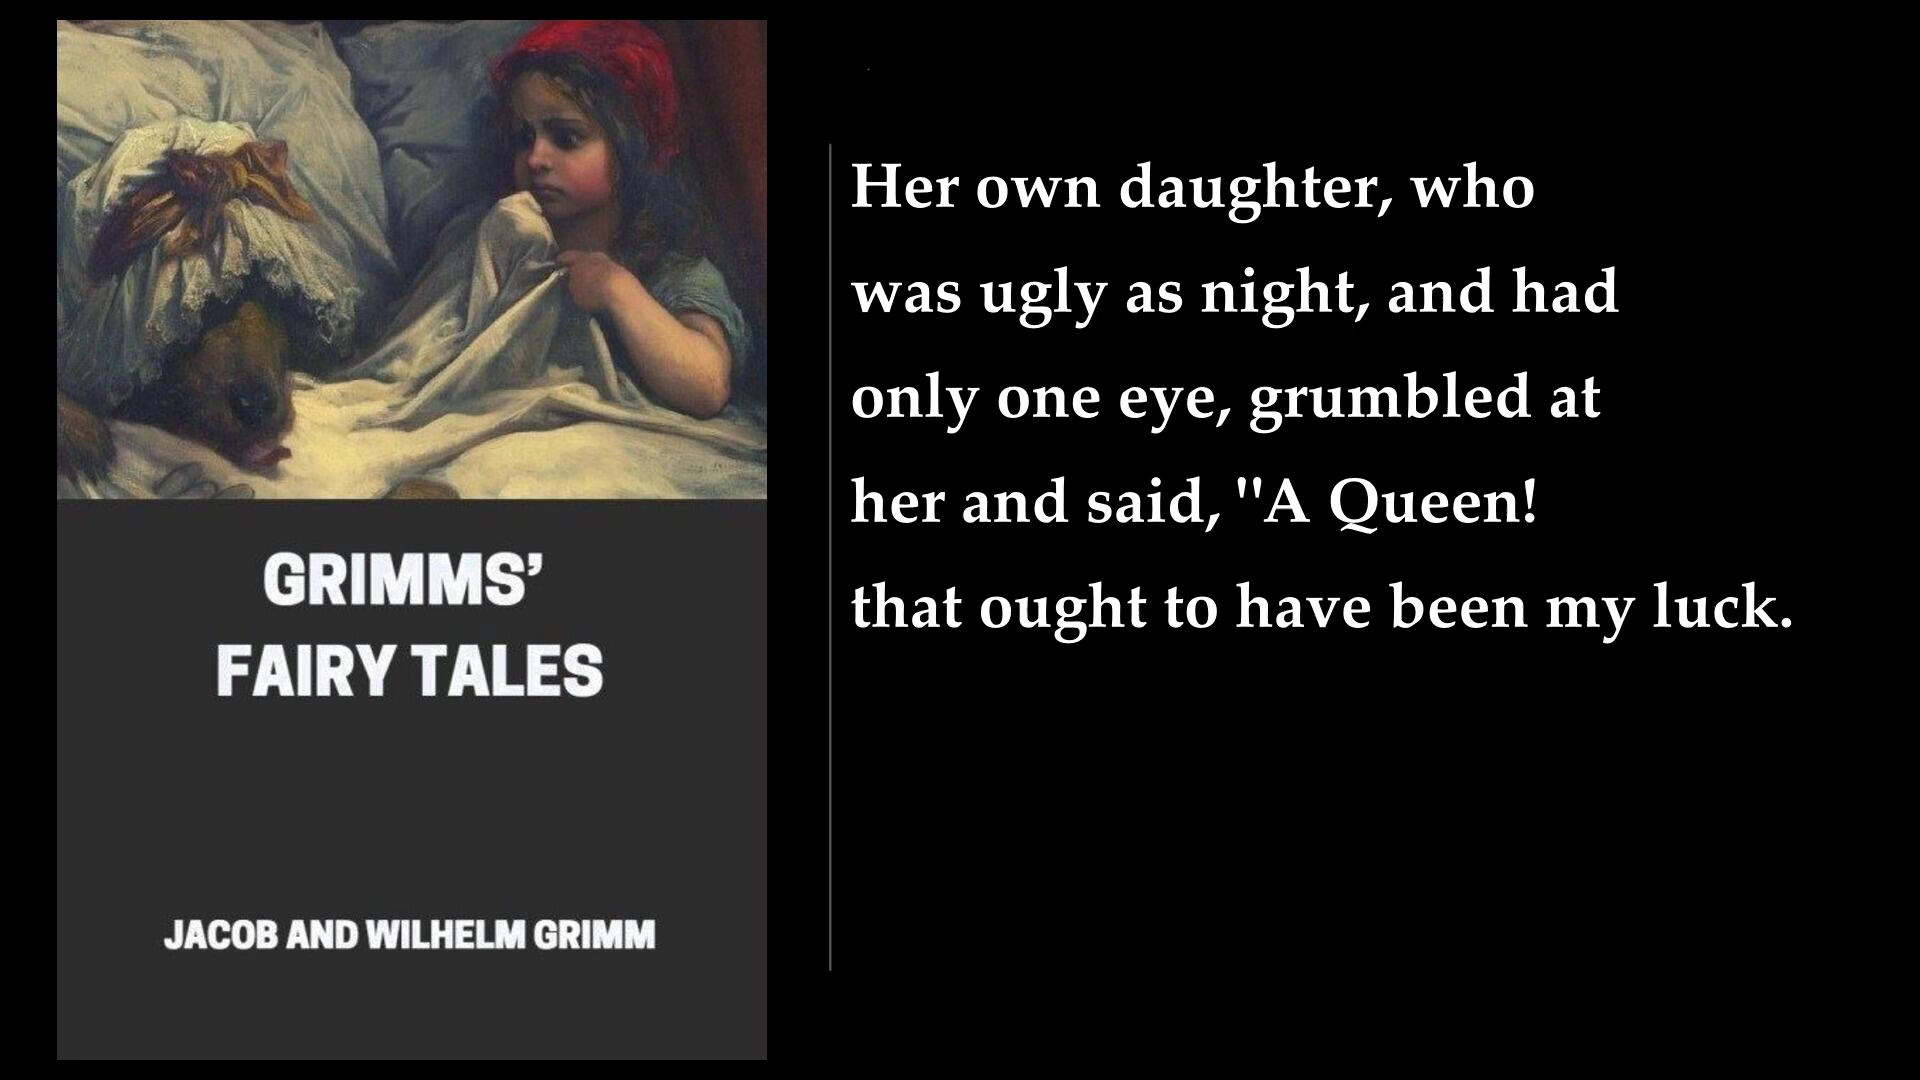 GRIMMS’
FAIRY TALES
JACOB AND WILHELM GRIMM
Her own daughter, who
was ugly as night, and had
only one eye, grumbled at
her and said, "A Queen!
that ought to have been my luck.